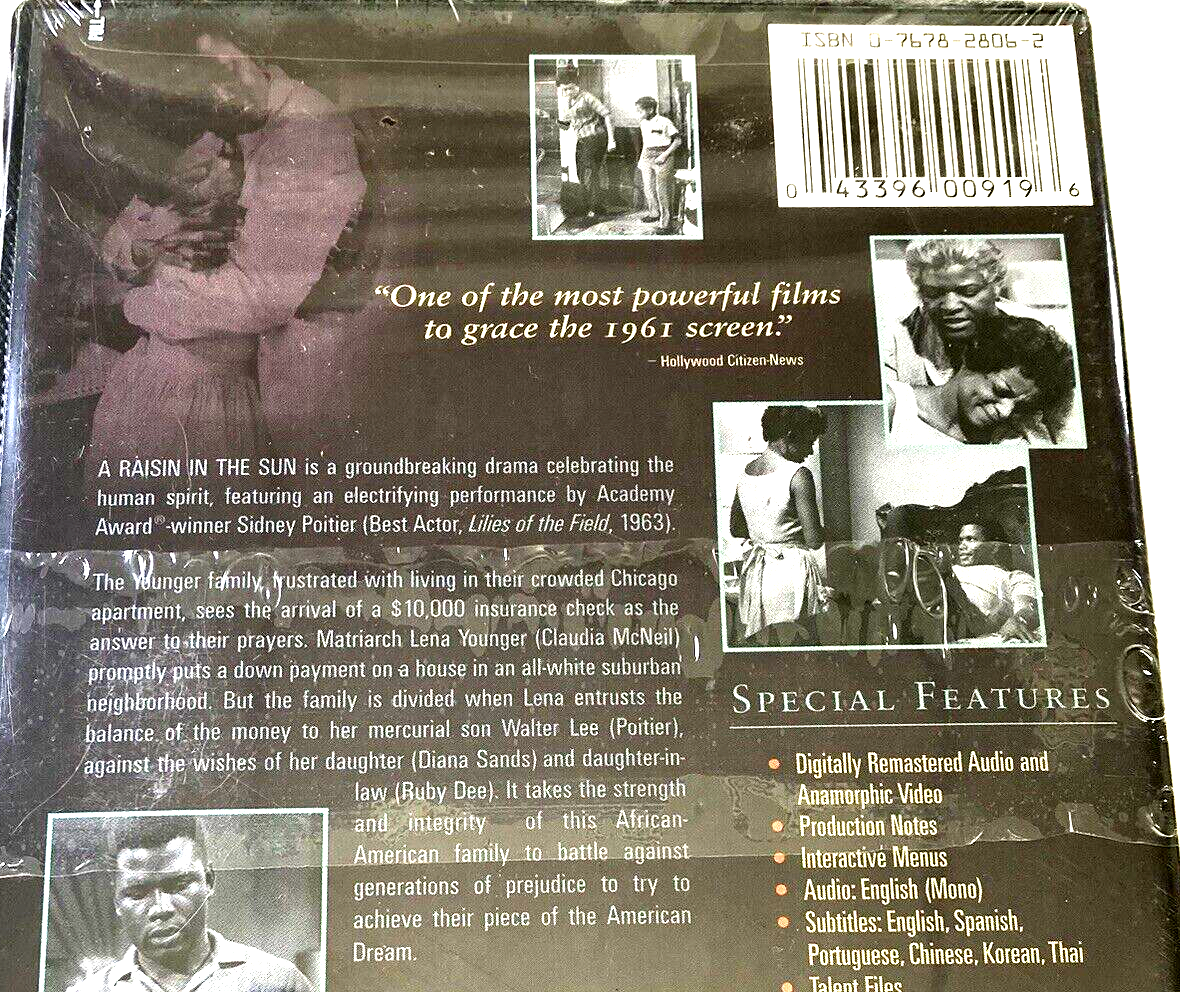 ISBN 0-7678-2806-2
0 43396 00919 6
“One of the most powerful films
to grace the 1961 screen.”
– Hollywood Citizen-News
A RAISIN IN THE SUN is a groundbreaking drama celebrating the
human spirit, featuring an electrifying performance by Academy
Award®-winner Sidney Poitier (Best Actor, Lilies of the Field, 1963).
The Younger family, frustrated with living in their crowded Chicago
apartment, sees the arrival of a $10,000 insurance check as the
answer to their prayers. Matriarch Lena Younger (Claudia McNeil)
promptly puts a down payment on a house in an all-white suburban
neighborhood. But the family is divided when Lena entrusts the
balance of the money to her mercurial son Walter Lee (Poitier),
against the wishes of her daughter (Diana Sands) and daughter-in-
law (Ruby Dee). It takes the strength
and integrity of this African-
American family to battle against
generations of prejudice to try to
achieve their piece of the American
Dream.
SPECIAL FEATURES
• Digitally Remastered Audio and
Anamorphic Video
• Production Notes
• Interactive Menus
• Audio: English (Mono)
• Subtitles: English, Spanish,
Portuguese, Chinese, Korean, Thai
• Talent Files